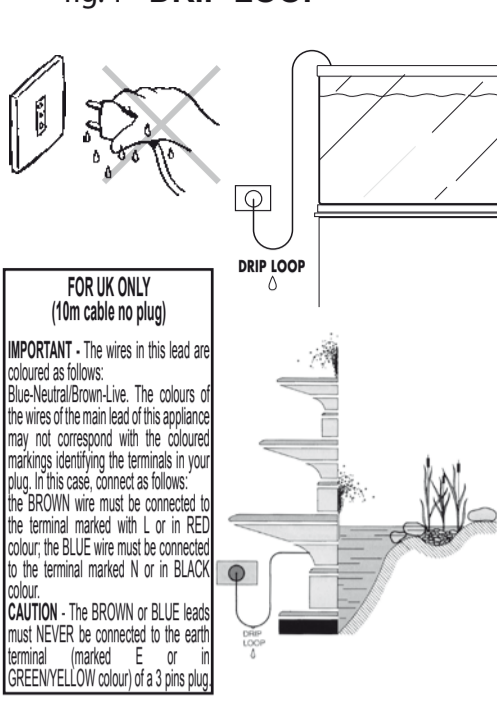 fig.1 DRIP LOOP
DRIP LOOP
FOR UK ONLY
(10m cable no plug)
IMPORTANT - The wires in this lead are
coloured as follows:
Blue-Neutral/Brown-Live. The colours of
the wires of the main lead of this appliance
may not correspond with the coloured
markings identifying the terminals in your
plug. In this case, connect as follows:
the BROWN wire must be connected to
the terminal marked with L or in RED
colour; the BLUE wire must be connected
to the terminal marked N or in BLACK
colour.
CAUTION - The BROWN or BLUE leads
must NEVER be connected to the earth
terminal (marked E or in
GREEN/YELLOW colour) of a 3 pins plug.
DRIP
LOOP